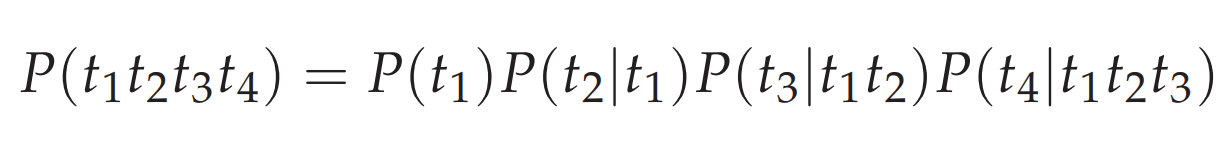 P(t₁t₂t₃t₄) = P(t₁)P(t₂|t₁)P(t₃|t₁t₂)P(t₄|t₁t₂t₃)